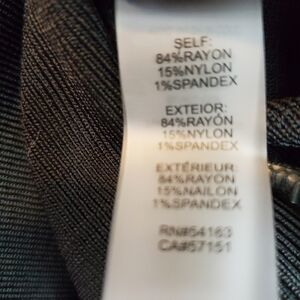 SELF:
84%RAYON
15%NYLON
1%SPANDEX
EXTEIOR:
84%RAYÓN
15%NYLON
1%SPANDEX
EXTÉRIEUR:
84%RAYON
15%NAILON
1%SPANDEX
RN#54163
CA#57151